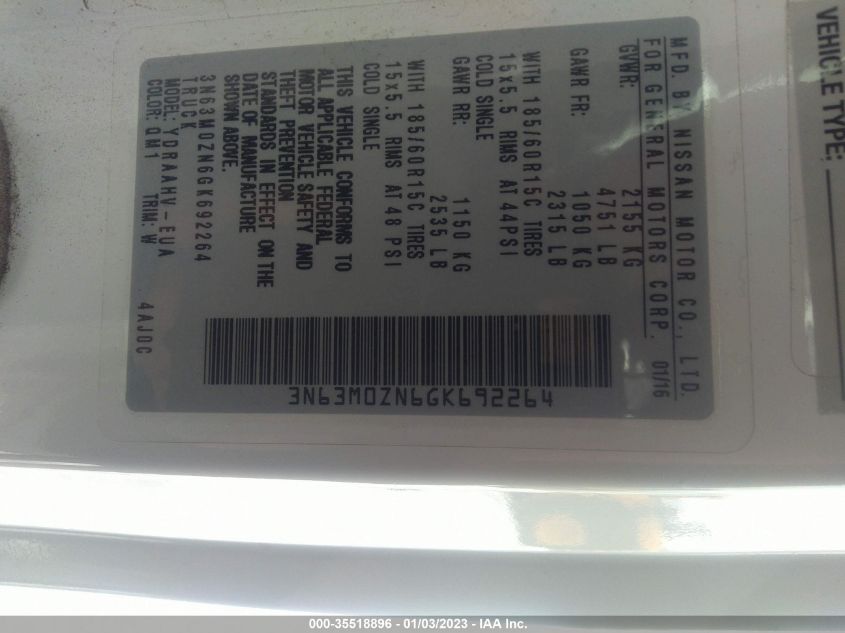 MFD. BY NISSAN MOTOR CO., LTD.
FOR GENERAL MOTORS CORP. 01/16
GVWR: 2155 KG
4751 LB
GAWR FR: 1050 KG
2315 LB
WITH 185/60R15C TIRES
15x5.5 RIMS AT 44PSI
COLD SINGLE
GAWR RR: 1150 KG
2535 LB
WITH 185/60R15C TIRES
15x5.5 RIMS AT 48 PSI
COLD SINGLE
THIS VEHICLE CONFORMS TO
ALL APPLICABLE FEDERAL
MOTOR VEHICLE SAFETY AND
THEFT PREVENTION
STANDARDS IN EFFECT ON THE
DATE OF MANUFACTURE
SHOWN ABOVE.
3N63M0ZN6GK692264
TRUCK
MODEL: YDRAAHV-EUA
COLOR: QM1 TRIM: W 4AJ0C
3N63M0ZN6GK692264
VEHICLE TYPE:
000-35518896 - 01/03/2023 - IAA Inc.